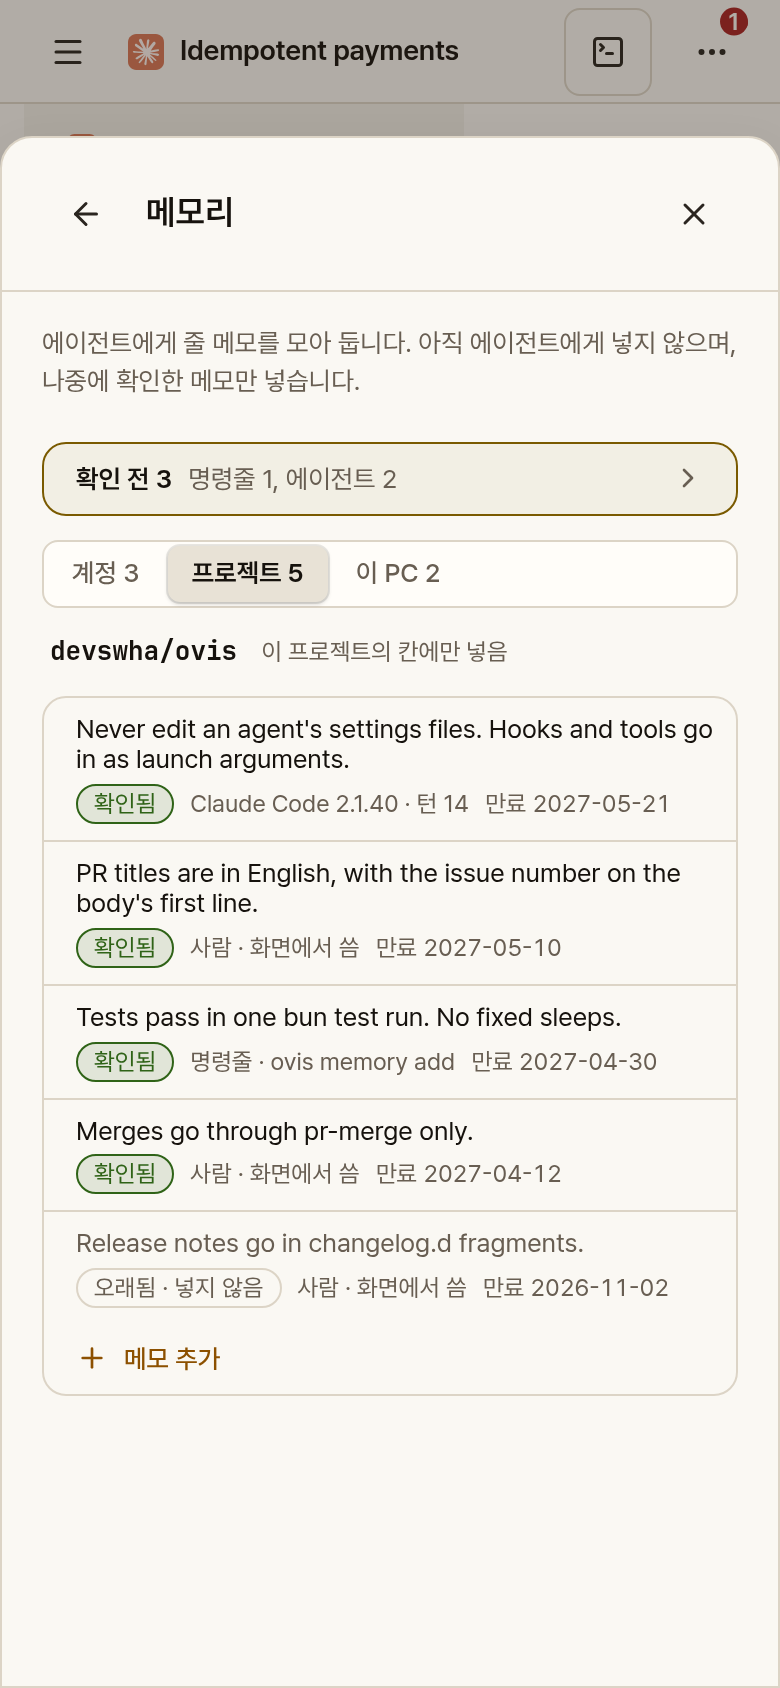 Idempotent payments
1
메모리
에이전트에게 줄 메모를 모아 둡니다. 아직 에이전트에게 넣지 않으며,
나중에 확인한 메모만 넣습니다.
확인 전 3 명령줄 1, 에이전트 2
계정 3 프로젝트 5 이 PC 2
devswha/ovis 이 프로젝트의 칸에만 넣음
Never edit an agent's settings files. Hooks and tools go
in as launch arguments.
확인됨 Claude Code 2.1.40 · 턴 14 만료 2027-05-21
PR titles are in English, with the issue number on the
body's first line.
확인됨 사람 · 화면에서 씀 만료 2027-05-10
Tests pass in one bun test run. No fixed sleeps.
확인됨 명령줄 · ovis memory add 만료 2027-04-30
Merges go through pr-merge only.
확인됨 사람 · 화면에서 씀 만료 2027-04-12
Release notes go in changelog.d fragments.
오래됨 · 넣지 않음 사람 · 화면에서 씀 만료 2026-11-02
메모 추가